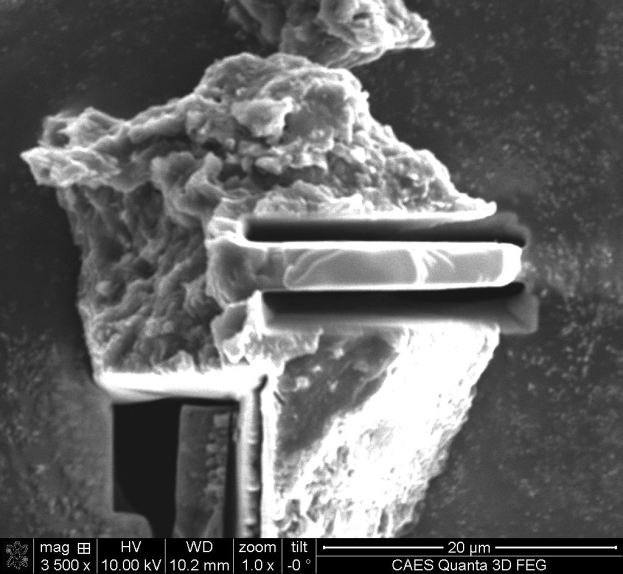 mag HV WD zoom tilt 20 µm
3 500 x 10.00 kV 10.2 mm 1.0 x -0 ° CAES Quanta 3D FEG